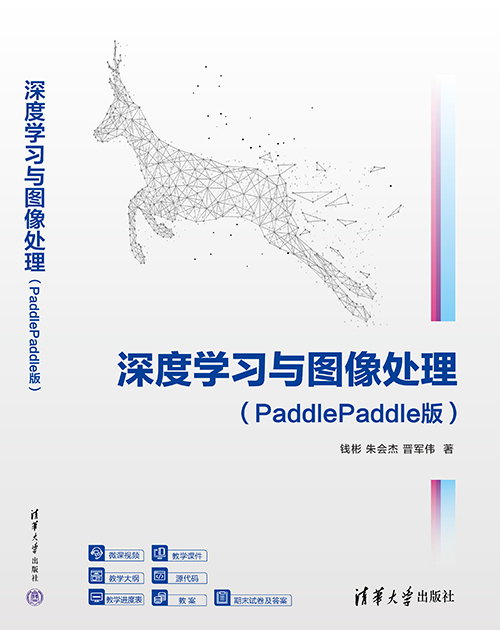 深度学习与图像处理
（PaddlePaddle版）
清华大学出版社
深度学习与图像处理
（PaddlePaddle版）
钱彬 朱会杰 晋军伟 著
微课视频
教学课件
教学大纲
源代码
教学进度表
教案
期末试卷及答案
清华大学出版社